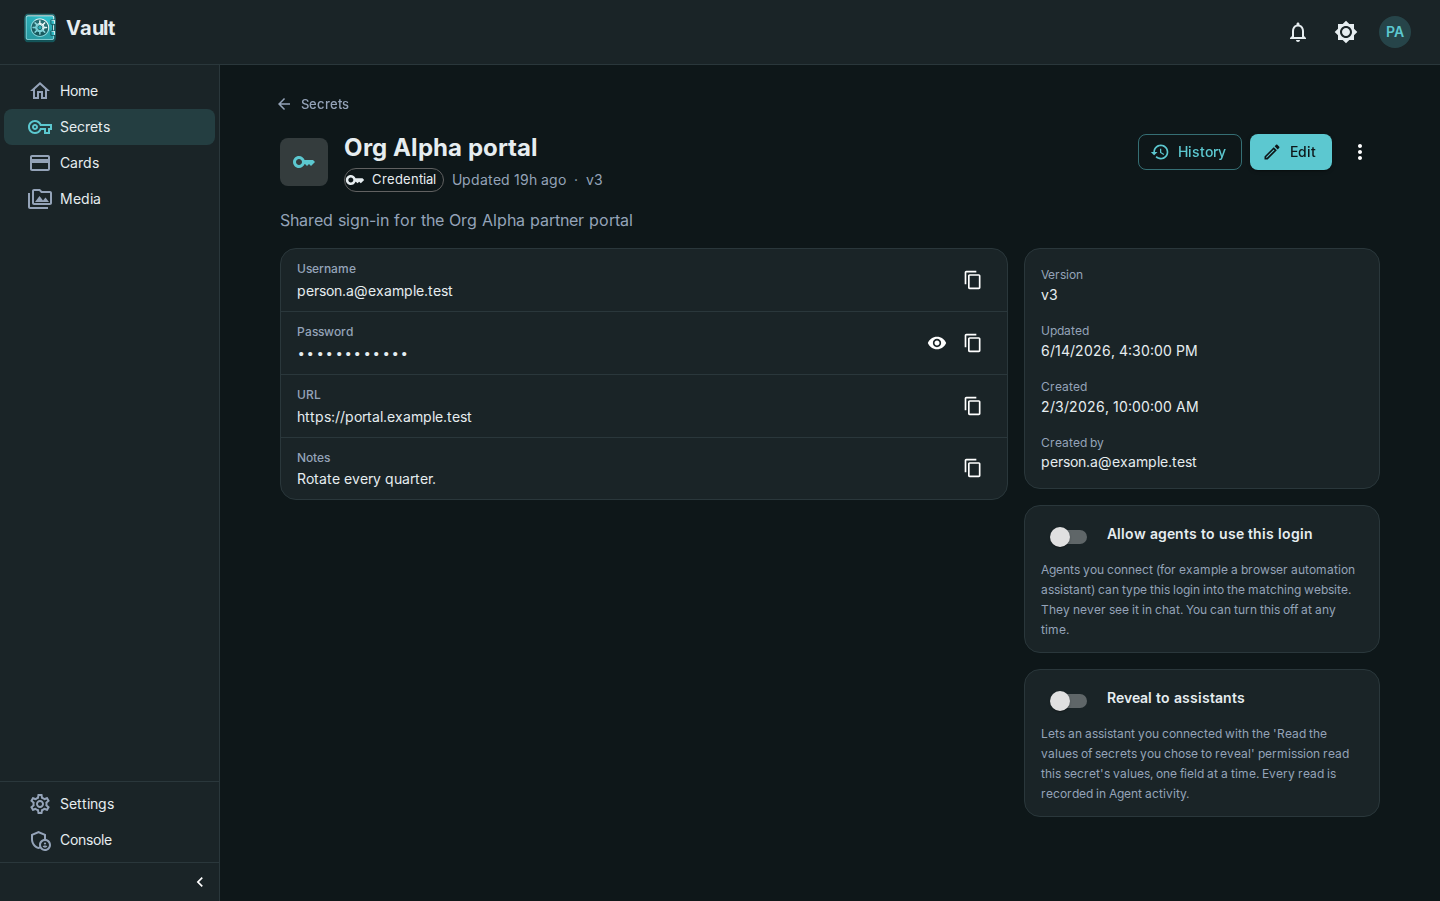 Vault
PA
Home
Secrets
Cards
Media
Settings
Console
Secrets
Org Alpha portal
Credential
Updated 19h ago · v3
History
Edit
Shared sign-in for the Org Alpha partner portal
Username
person.a@example.test
Password
••••••••••••
URL
https://portal.example.test
Notes
Rotate every quarter.
Version
v3
Updated
6/14/2026, 4:30:00 PM
Created
2/3/2026, 10:00:00 AM
Created by
person.a@example.test
Allow agents to use this login
Agents you connect (for example a browser automation
assistant) can type this login into the matching website.
They never see it in chat. You can turn this off at any
time.
Reveal to assistants
Lets an assistant you connected with the 'Read the
values of secrets you chose to reveal' permission read
this secret's values, one field at a time. Every read is
recorded in Agent activity.